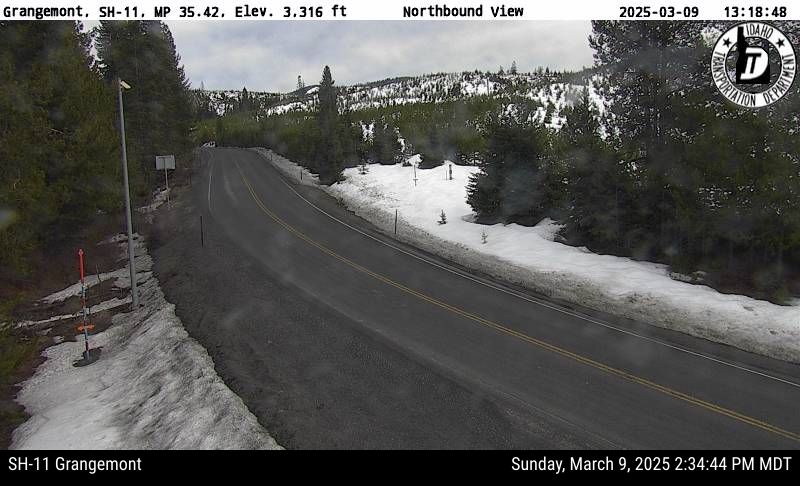 Grangemont, SH-11, MP 35.42, Elev. 3,316 ft Northbound View 2025-03-09 13:18:48
IDAHO
TRANSPORTATION DEPARTMENT
SH-11 Grangemont Sunday, March 9, 2025 2:34:44 PM MDT